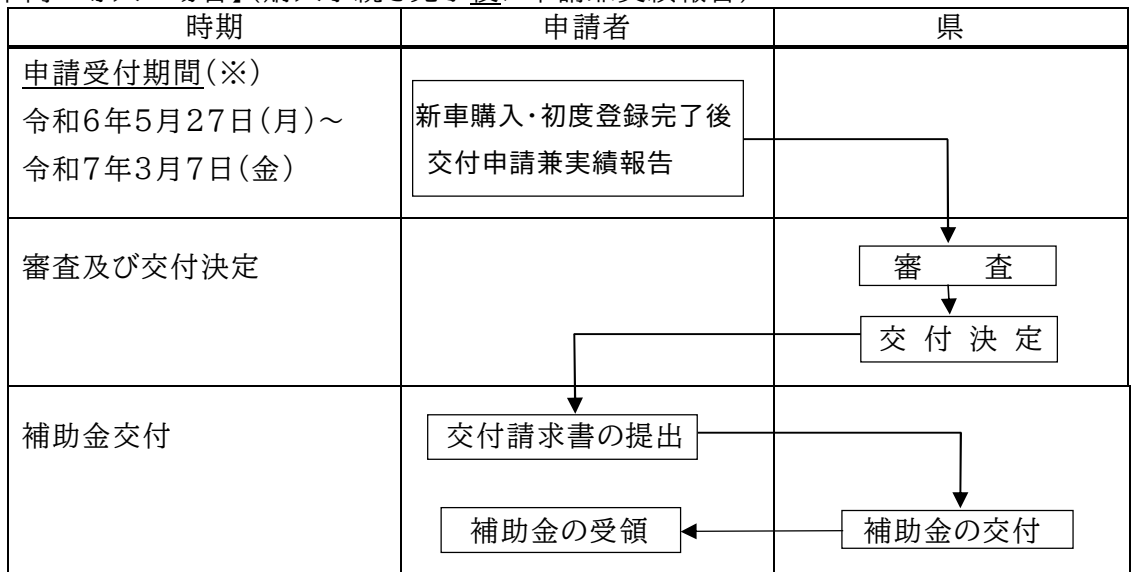 時期 申請者 県
申請受付期間(※)
令和6年5月27日(月)~
令和7年3月7日(金)
新車購入・初度登録完了後
交付申請兼実績報告
審査及び交付決定
審 査
交 付 決 定
補助金交付
交付請求書の提出
補助金の受領
補助金の交付